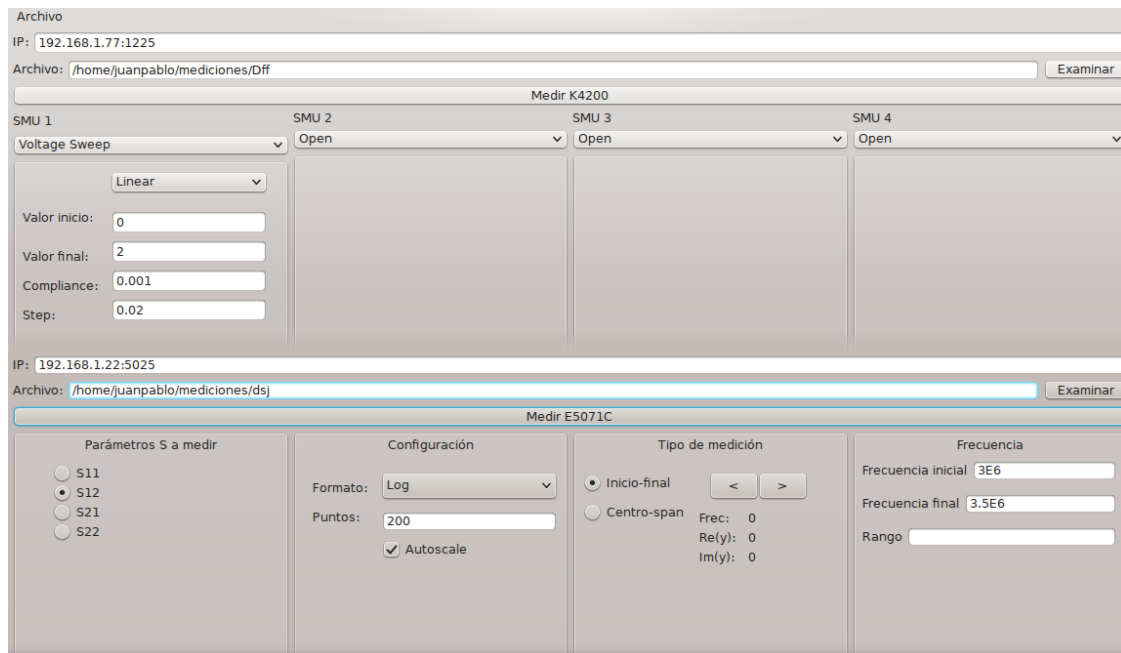 Archivo
IP: 192.168.1.77:1225
Archivo: /home/juanpablo/mediciones/Dff Examinar
Medir K4200
SMU 1 SMU 2 SMU 3 SMU 4
Voltage Sweep Open Open Open
Linear
Valor inicio: 0
Valor final: 2
Compliance: 0.001
Step: 0.02
IP: 192.168.1.22:5025
Archivo: /home/juanpablo/mediciones/dsj Examinar
Medir E5071C
Parámetros S a medir
S11
S12
S21
S22
Configuración
Formato: Log
Puntos: 200
Autoscale
Tipo de medición
Inicio-final < >
Centro-span
Frec: 0
Re(y): 0
Im(y): 0
Frecuencia
Frecuencia inicial 3E6
Frecuencia final 3.5E6
Rango